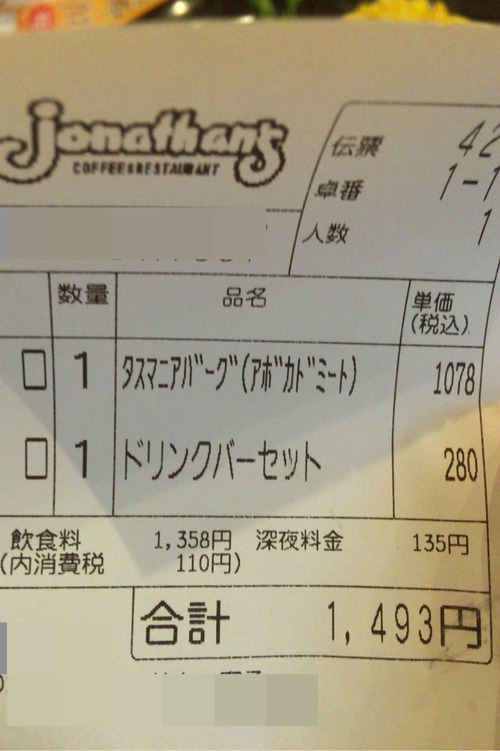 Jonathan's
COFFEE&RESTAURANT
伝票 42
卓番 1-1
人数 1
数量 品名 単価(税込)
□ 1 ﾀｽﾏﾆｱﾊﾞｰｸﾞ(ｱﾎﾞｶﾄﾞﾐｰﾄ) 1078
□ 1 ドリンクバーセット 280
飲食料 1,358円 深夜料金 135円
(内消費税 110円)
合計 1,493円